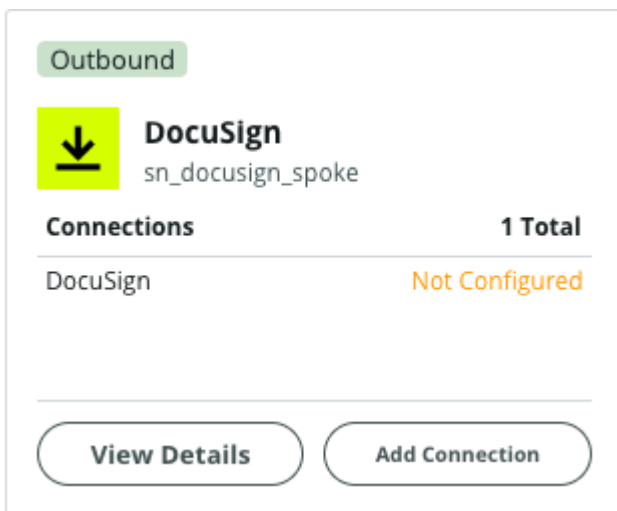 Outbound
DocuSign
sn_docusign_spoke
Connections 1 Total
DocuSign Not Configured
View Details Add Connection